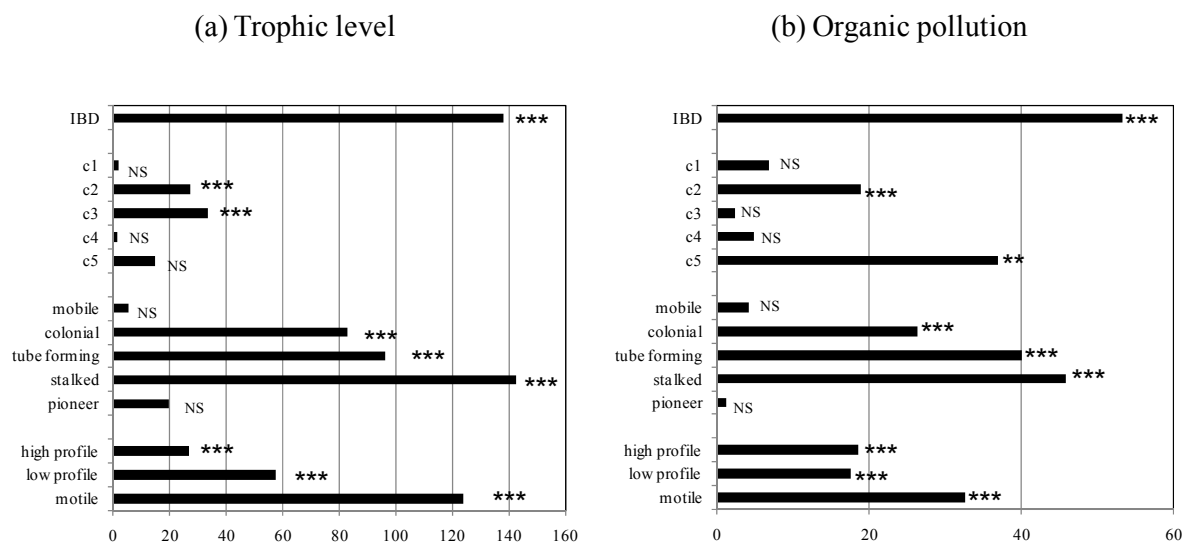 (a) Trophic level
IBD ***
c1 NS
c2 ***
c3 ***
c4 NS
c5 NS
mobile NS
colonial ***
tube forming ***
stalked ***
pioneer NS
high profile ***
low profile ***
motile ***
0 20 40 60 80 100 120 140 160
(b) Organic pollution
IBD ***
c1 NS
c2 ***
c3 NS
c4 NS
c5 **
mobile NS
colonial ***
tube forming ***
stalked ***
pioneer NS
high profile ***
low profile ***
motile ***
0 20 40 60